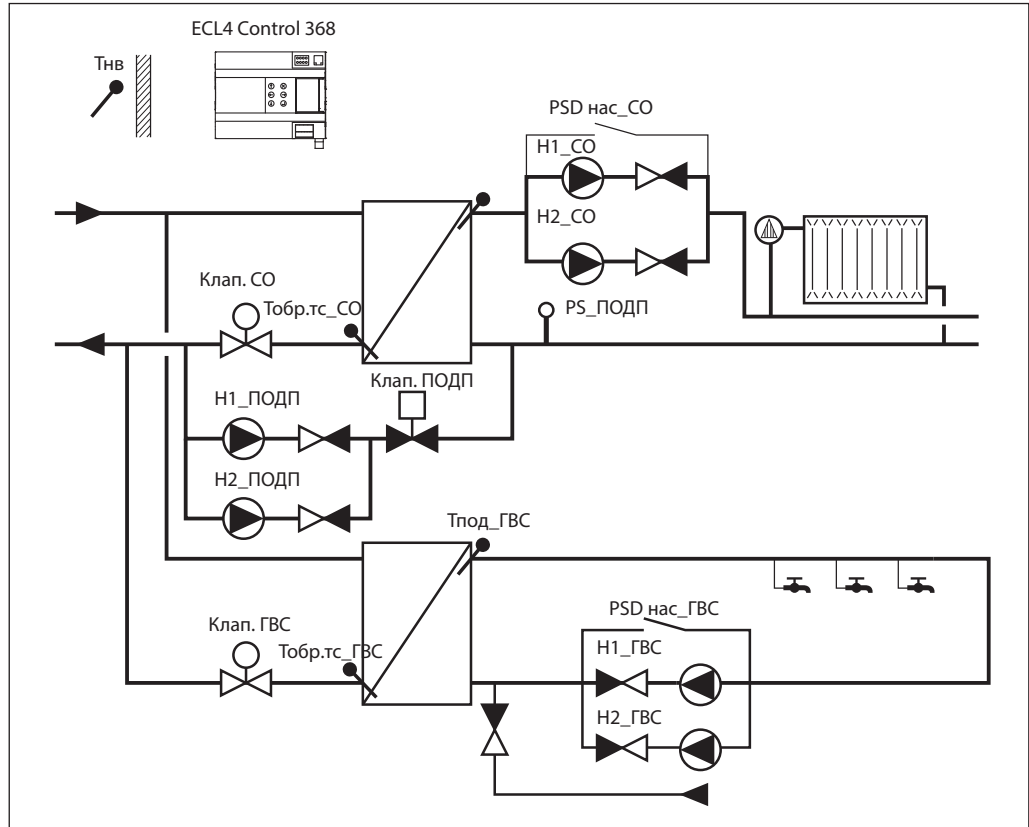 ECL4 Control 368
Тнв
PSD нас_СО
Н1_СО
Н2_СО
Клап. СО
Тобр.тс_СО
PS_ПОДП
Клап. ПОДП
Н1_ПОДП
Н2_ПОДП
Тпод_ГВС
Клап. ГВС
Тобр.тс_ГВС
PSD нас_ГВС
Н1_ГВС
Н2_ГВС